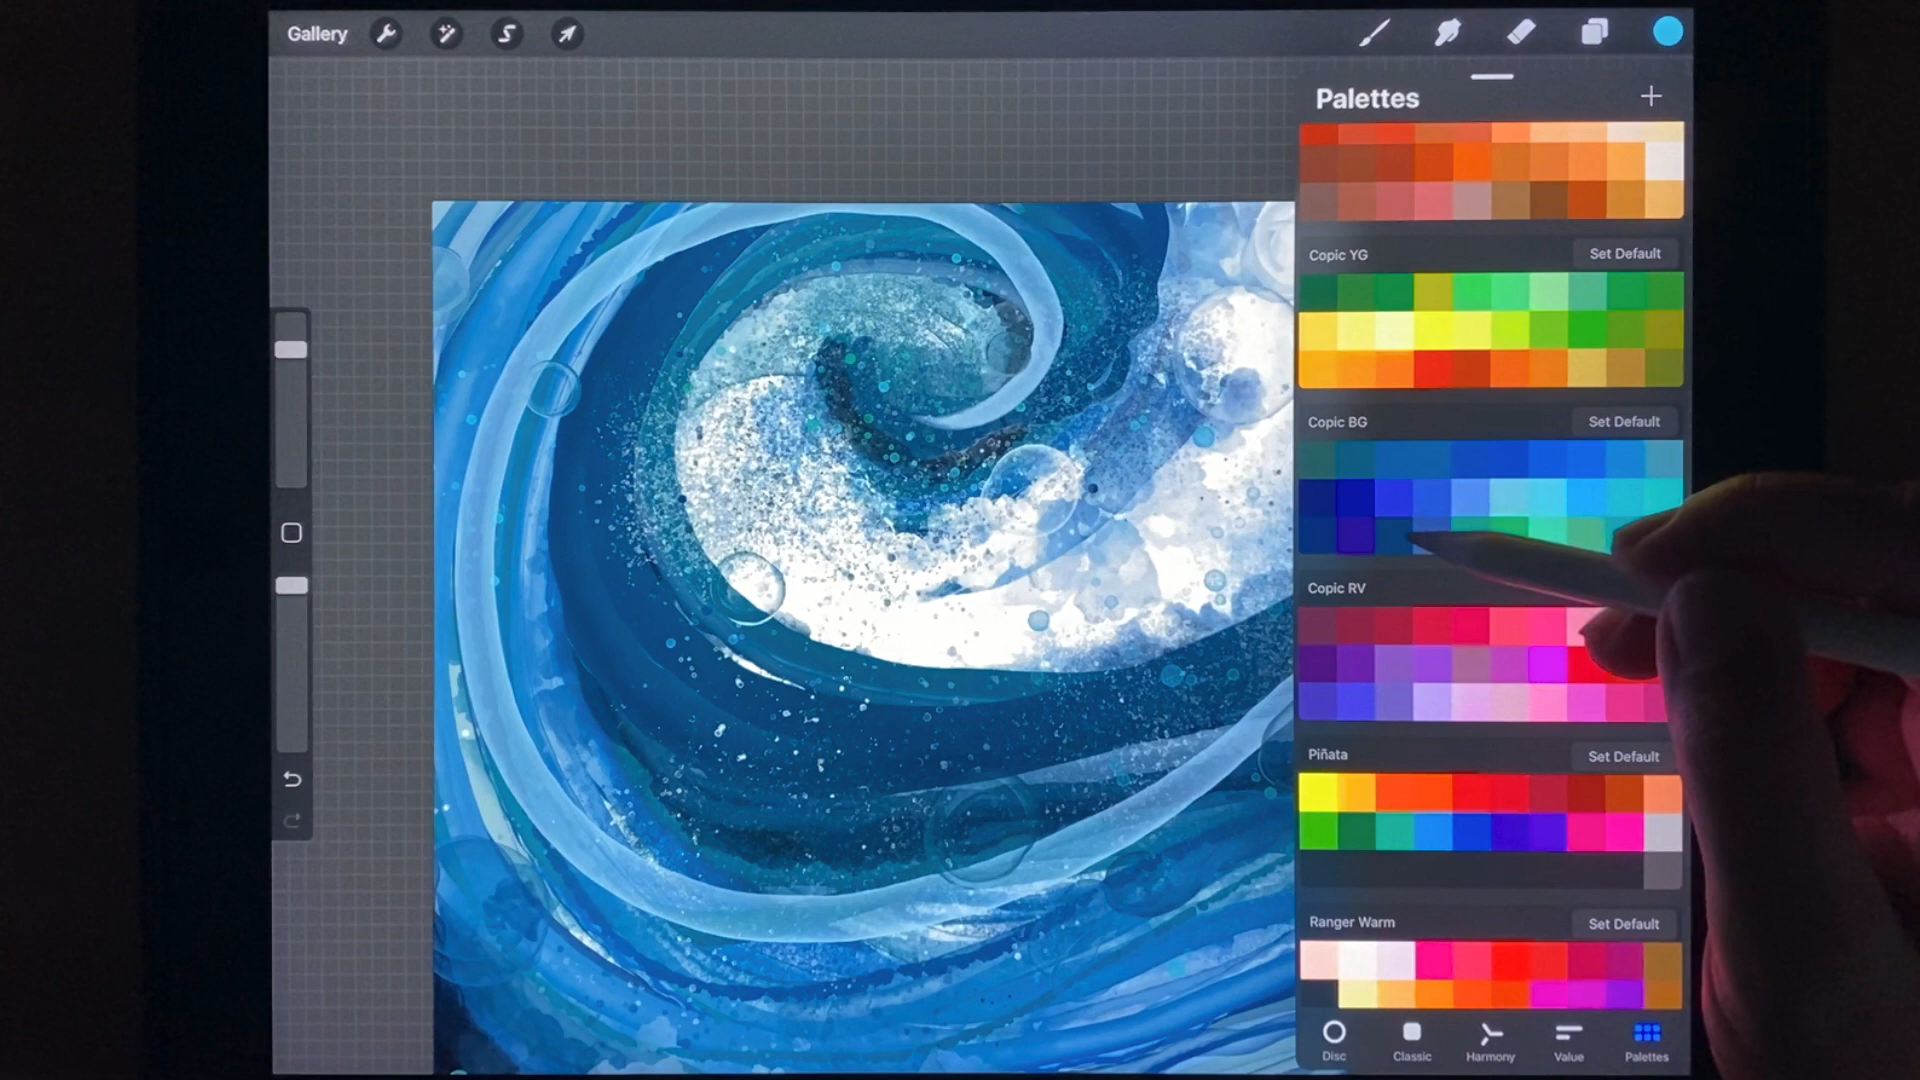 Gallery
Palettes
Copic YG
Set Default
Copic BG
Set Default
Copic RV
Piñata
Set Default
Ranger Warm
Set Default
Disc
Classic
Harmony
Value
Palettes